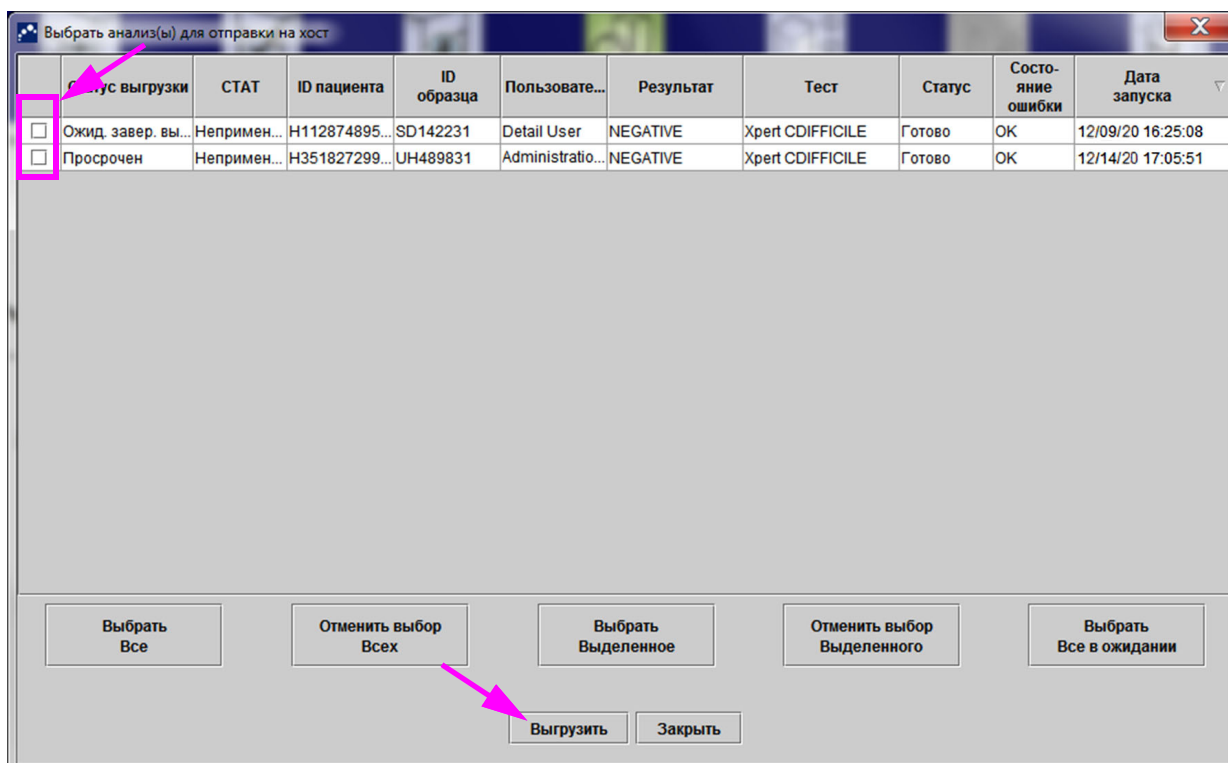 Выбрать анализ(ы) для отправки на хост
Статус выгрузки СТАТ ID пациента ID образца Пользовате... Результат Тест Статус Состо-яние ошибки Дата запуска
Ожид. завер. вы... Непримен... H112874895... SD142231 Detail User NEGATIVE Xpert CDIFFICILE Готово OK 12/09/20 16:25:08
Просрочен Непримен... H351827299... UH489831 Administratio... NEGATIVE Xpert CDIFFICILE Готово OK 12/14/20 17:05:51
Выбрать Все
Отменить выбор Всех
Выбрать Выделенное
Отменить выбор Выделенного
Выбрать Все в ожидании
Выгрузить Закрыть